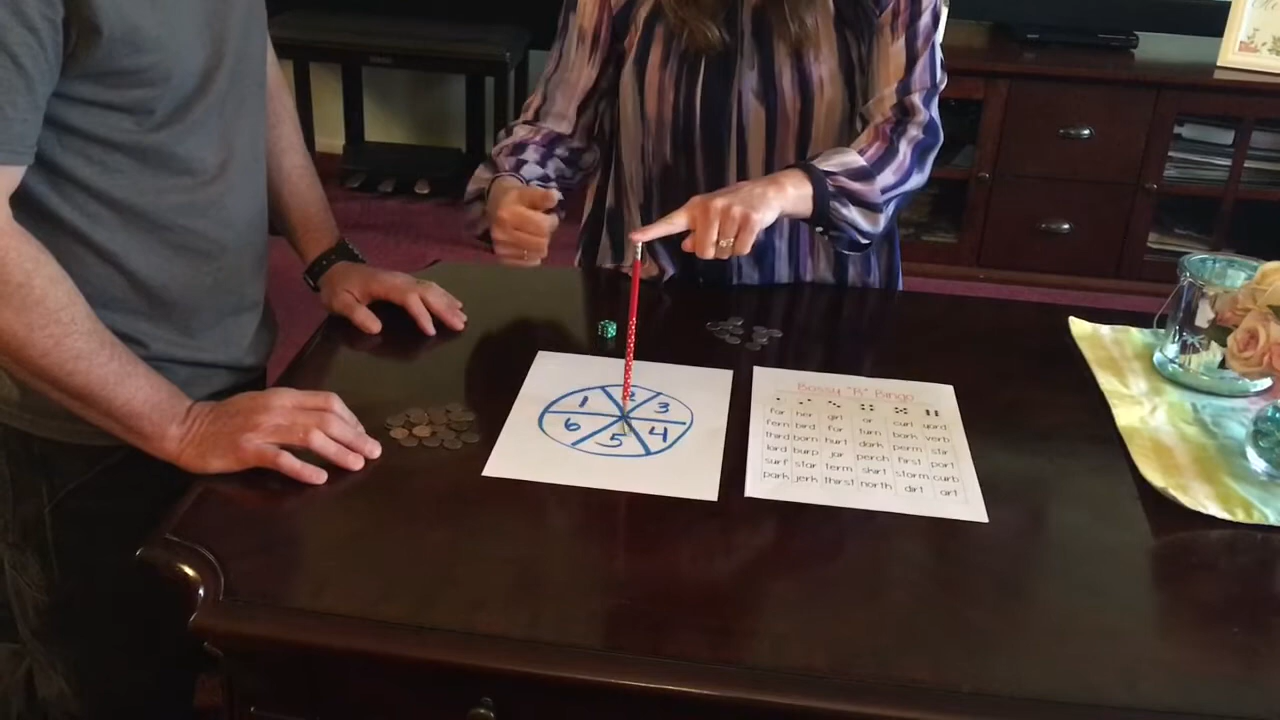 1 2 3
6 5 4
Bossy "R" Bingo
far her girl or curl yard
fern bird fur turn bark verb
third born hurt dark perm stir
lord burp jar perch first port
surf star term skirt storm curb
park jerk thirst north dirt art